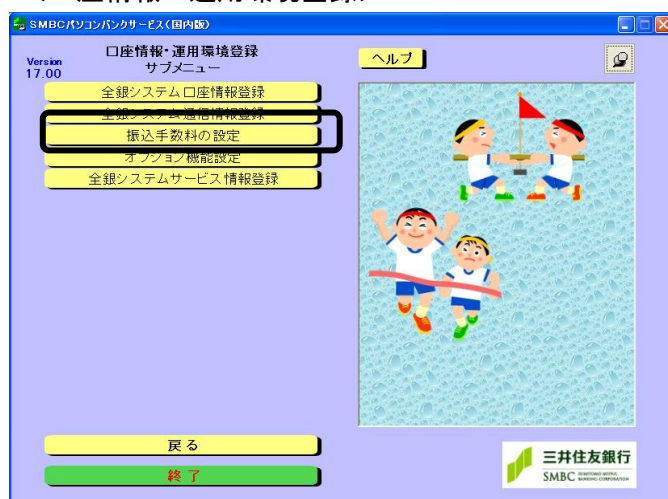 SMBCパソコンバンクサービス(国内版)
Version
17.00
口座情報・運用環境登録
サブメニュー
ヘルプ
全銀システム口座情報登録
全銀システム通信情報登録
振込手数料の設定
オプション機能設定
全銀システムサービス情報登録
戻る
終了
三井住友銀行
SMBC SUMITOMO MITSUI
BANKING CORPORATION